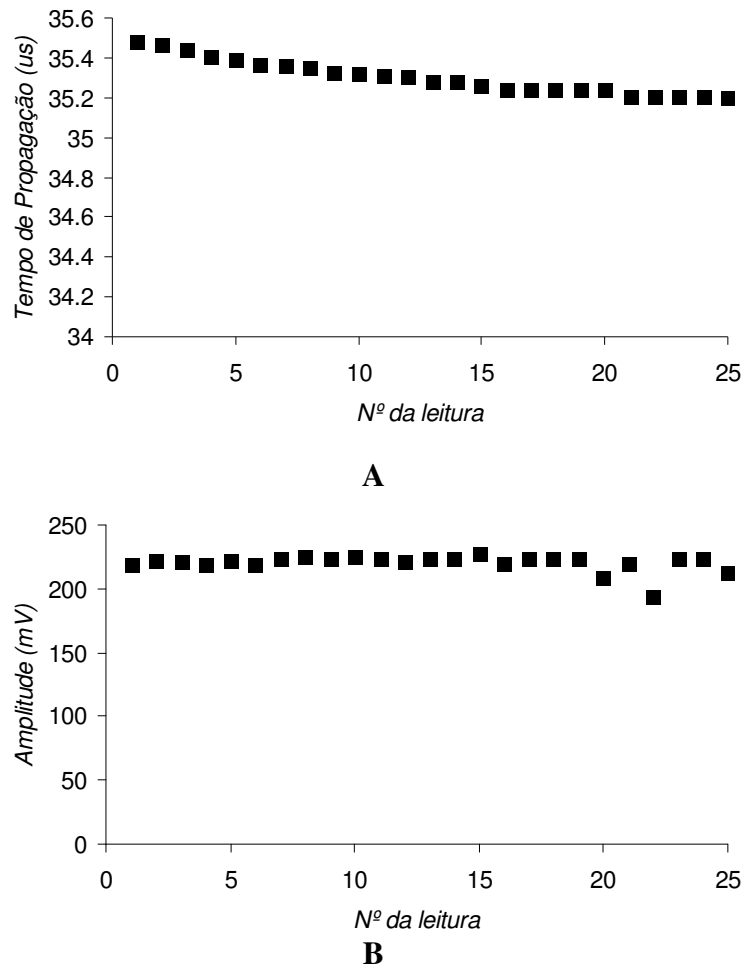 35.6
35.4
35.2
35
34.8
34.6
34.4
34.2
34
Tempo de Propagação (us)
0 5 10 15 20 25
Nº da leitura
A
250
200
150
100
50
0
Amplitude (mV)
0 5 10 15 20 25
Nº da leitura
B